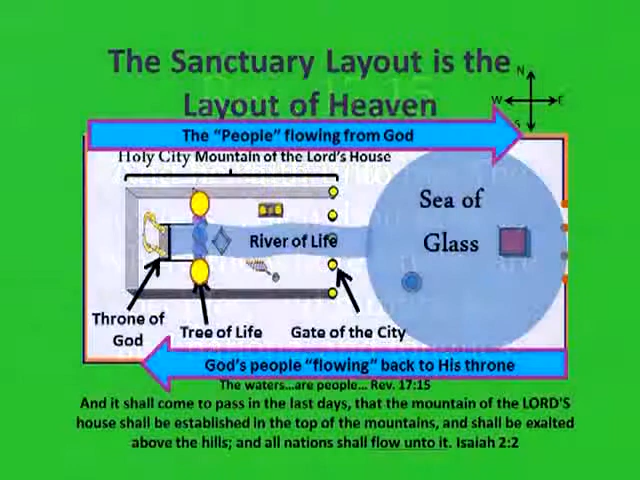 The Sanctuary Layout is the
Layout of Heaven
N
W E
S
The "People" flowing from God
Holy City Mountain of the Lord's House
Sea of
Glass
River of Life
Throne of
God
Tree of Life
Gate of the City
God's people "flowing" back to His throne
The waters...are people... Rev. 17:15
And it shall come to pass in the last days, that the mountain of the LORD'S
house shall be established in the top of the mountains, and shall be exalted
above the hills; and all nations shall flow unto it. Isaiah 2:2